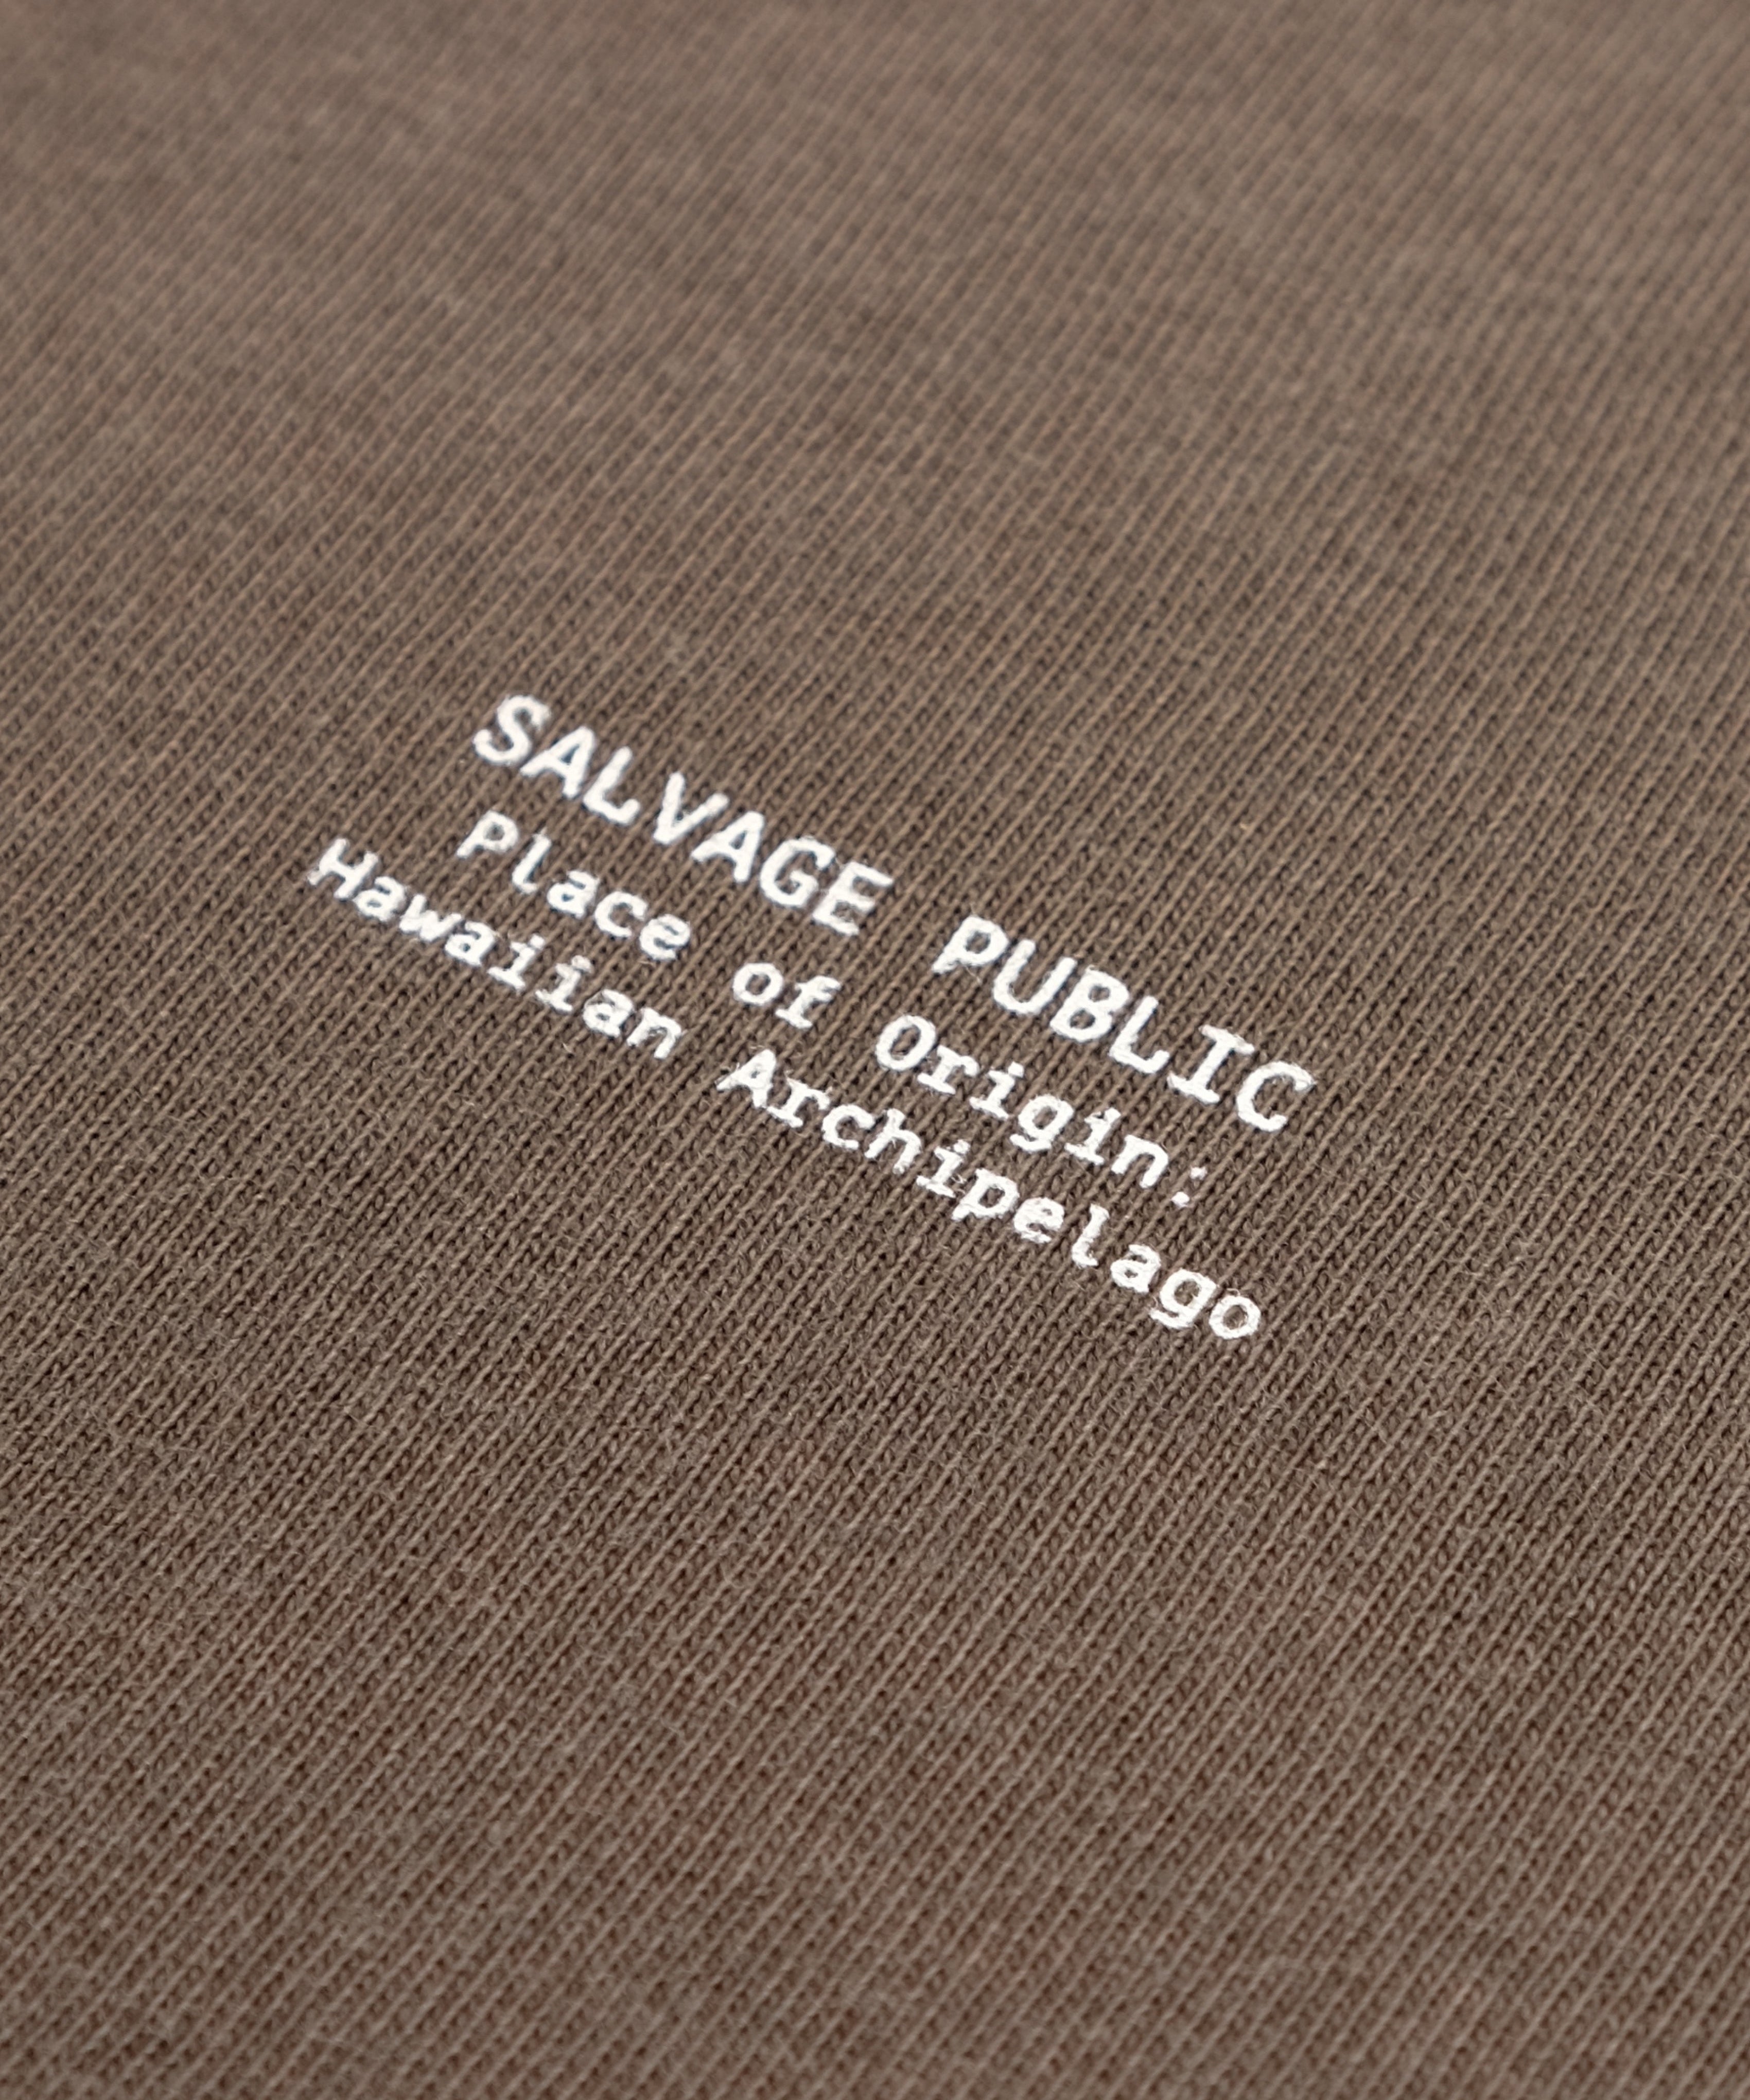 SALVAGE PUBLIC
Place of Origin:
Hawaiian Archipelago